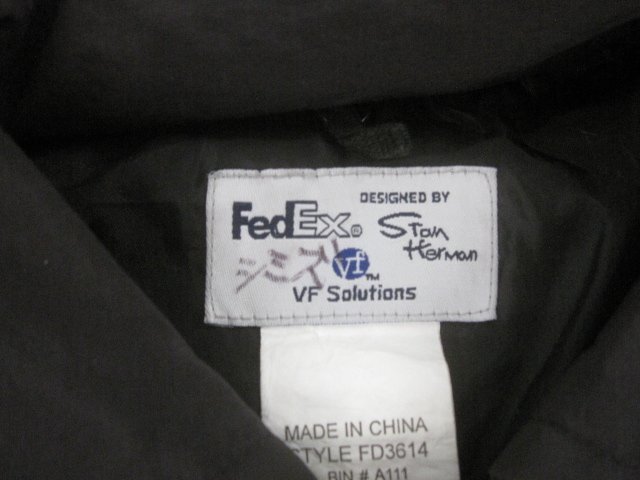 DESIGNED BY
FedEx®
Stan Herman
シミズ
vf™
VF Solutions
MADE IN CHINA
STYLE FD3614
BIN # A111